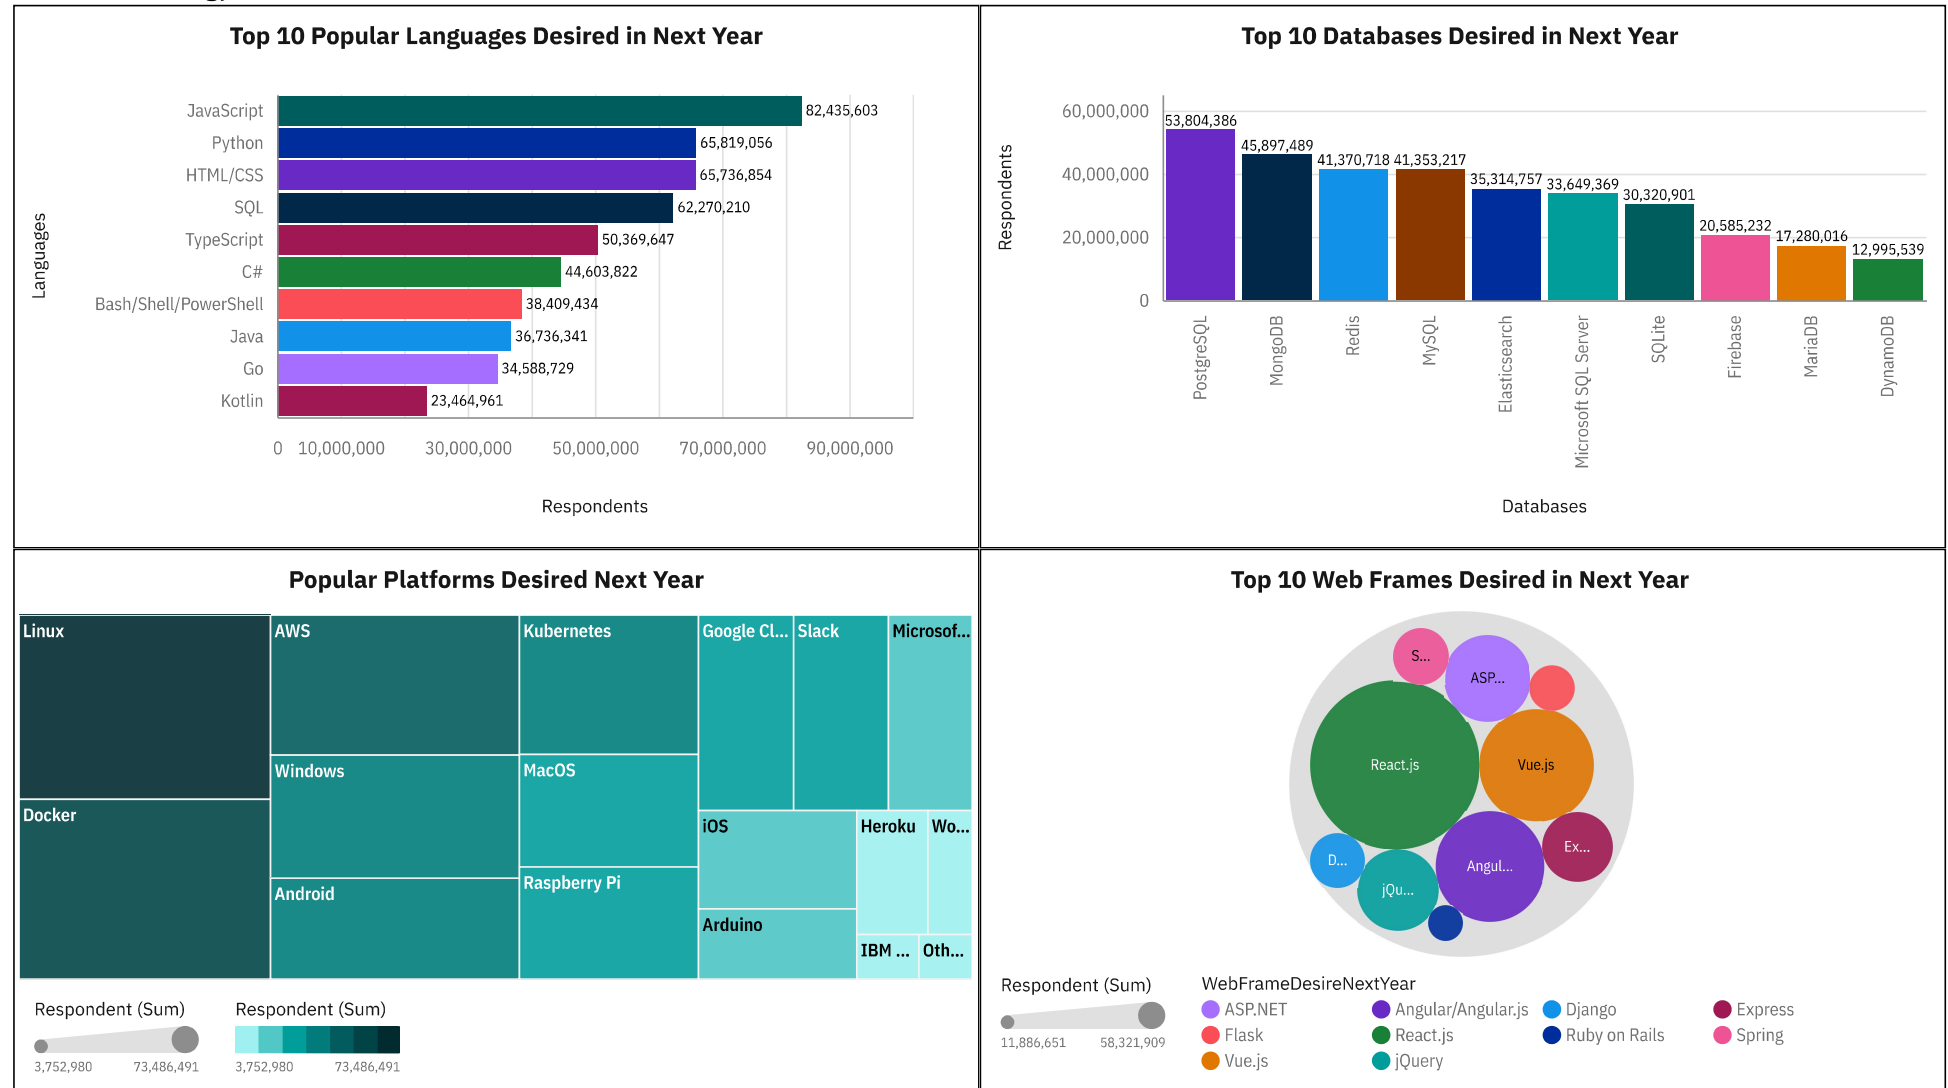 Top 10 Popular Languages Desired in Next Year
Languages
JavaScript 82,435,603
Python 65,819,056
HTML/CSS 65,736,854
SQL 62,270,210
TypeScript 50,369,647
C# 44,603,822
Bash/Shell/PowerShell 38,409,434
Java 36,736,341
Go 34,588,729
Kotlin 23,464,961
0 10,000,000 30,000,000 50,000,000 70,000,000 90,000,000
Respondents
Top 10 Databases Desired in Next Year
Respondents
60,000,000
40,000,000
20,000,000
0
53,804,386
45,897,489
41,370,718
41,353,217
35,314,757
33,649,369
30,320,901
20,585,232
17,280,016
12,995,539
PostgreSQL
MongoDB
Redis
MySQL
Elasticsearch
Microsoft SQL Server
SQLite
Firebase
MariaDB
DynamoDB
Databases
Popular Platforms Desired Next Year
Linux
Docker
AWS
Windows
Android
Kubernetes
MacOS
Raspberry Pi
Google Cl...
Slack
Microsof...
iOS
Arduino
Heroku
Wo...
IBM ...
Oth...
Respondent (Sum)
3,752,980 73,486,491
Respondent (Sum)
3,752,980 73,486,491
Top 10 Web Frames Desired in Next Year
S...
ASP...
React.js
Vue.js
D...
jQu...
Angul...
Ex...
Respondent (Sum)
11,886,651 58,321,909
WebFrameDesireNextYear
ASP.NET Angular/Angular.js Django Express
Flask React.js Ruby on Rails Spring
Vue.js jQuery